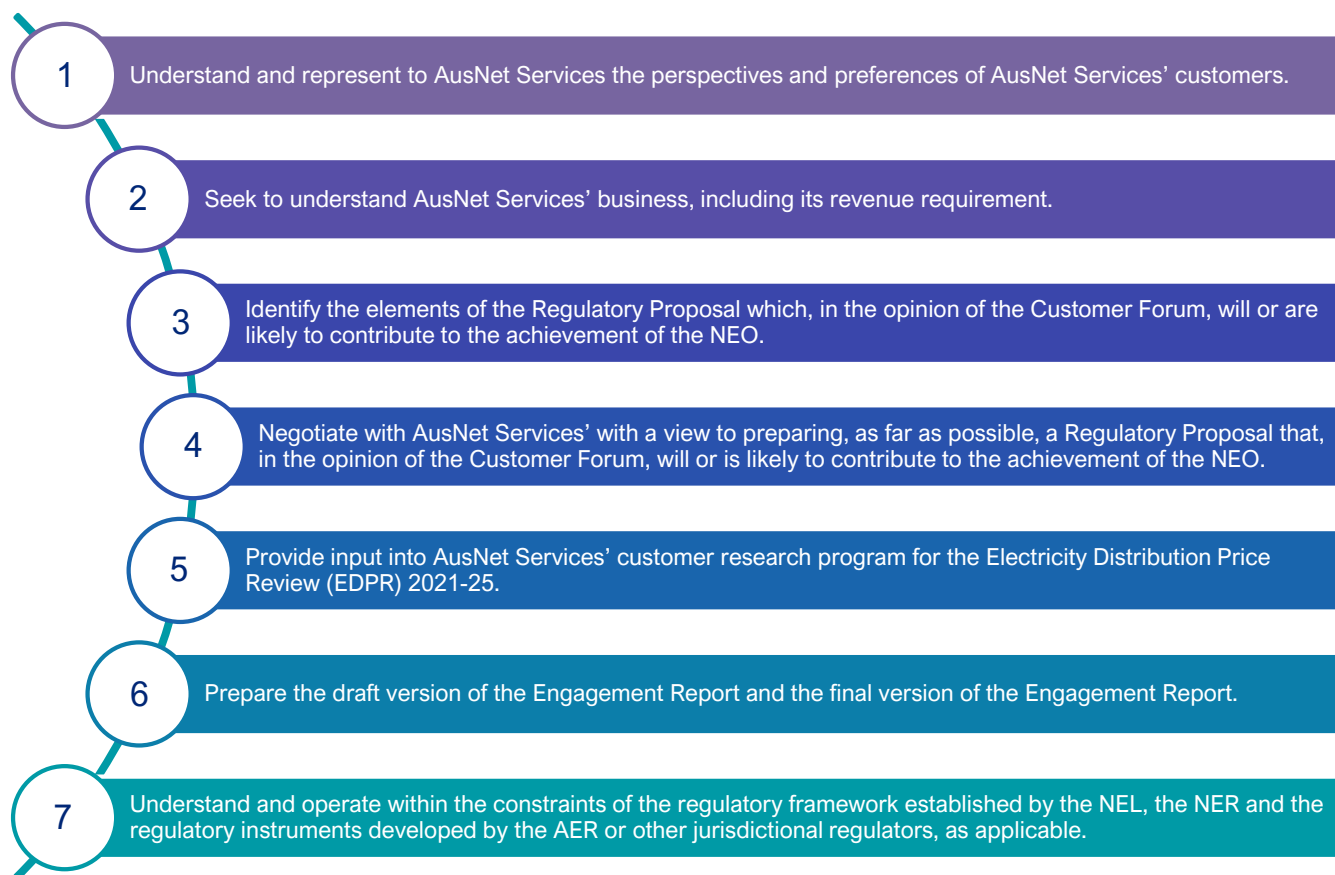 1
Understand and represent to AusNet Services the perspectives and preferences of AusNet Services’ customers.
2
Seek to understand AusNet Services’ business, including its revenue requirement.
3
Identify the elements of the Regulatory Proposal which, in the opinion of the Customer Forum, will or are
likely to contribute to the achievement of the NEO.
4
Negotiate with AusNet Services’ with a view to preparing, as far as possible, a Regulatory Proposal that,
in the opinion of the Customer Forum, will or is likely to contribute to the achievement of the NEO.
5
Provide input into AusNet Services’ customer research program for the Electricity Distribution Price
Review (EDPR) 2021-25.
6
Prepare the draft version of the Engagement Report and the final version of the Engagement Report.
7
Understand and operate within the constraints of the regulatory framework established by the NEL, the NER and the
regulatory instruments developed by the AER or other jurisdictional regulators, as applicable.